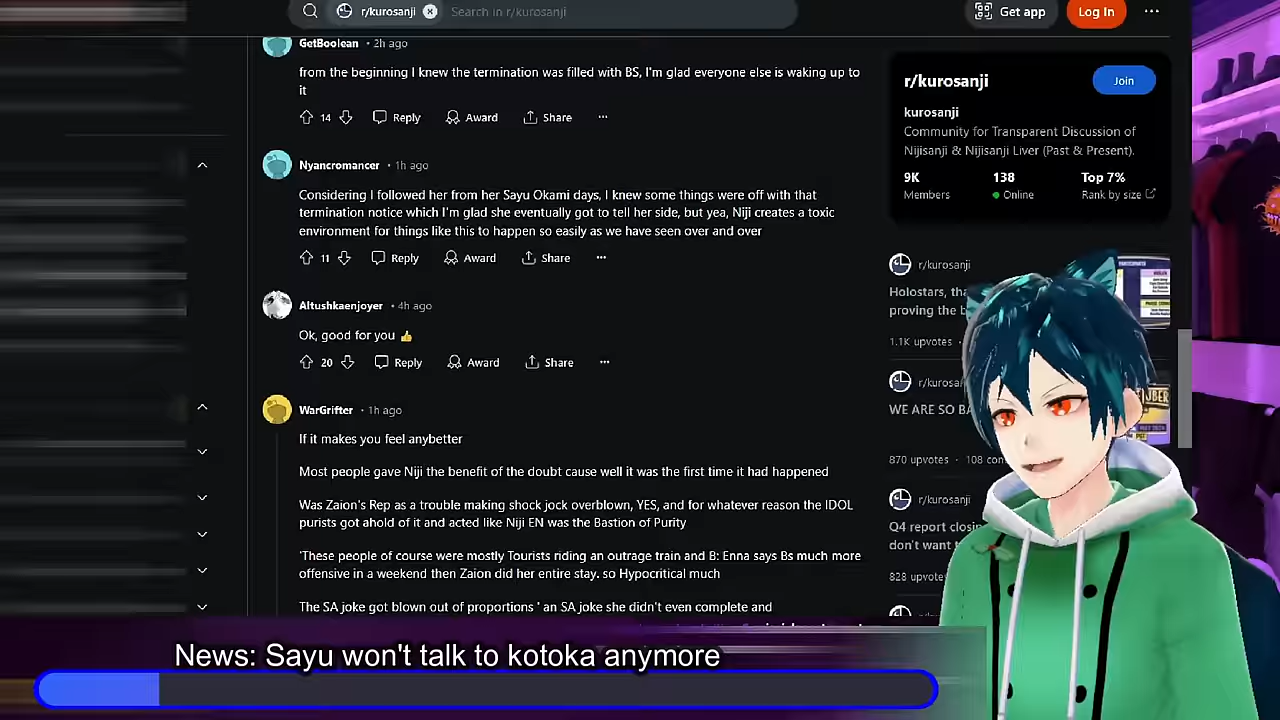 r/kurosanji
Search in r/kurosanji
Get app
Log In
GetBoolean • 2h ago
from the beginning I knew the termination was filled with BS, I'm glad everyone else is waking up to
it
14 Reply Award Share
Nyancromancer • 1h ago
Considering I followed her from her Sayu Okami days, I knew some things were off with that
termination notice which I'm glad she eventually got to tell her side, but yea, Niji creates a toxic
environment for things like this to happen so easily as we have seen over and over
11 Reply Award Share
Altushkaenjoyer • 4h ago
Ok, good for you 👍
20 Reply Award Share
WarGrifter • 1h ago
If it makes you feel anybetter
Most people gave Niji the benefit of the doubt cause well it was the first time it had happened
Was Zaion's Rep as a trouble making shock jock overblown, YES, and for whatever reason the IDOL
purists got ahold of it and acted like Niji EN was the Bastion of Purity
'These people of course were mostly Tourists riding an outrage train and B: Enna says Bs much more
offensive in a weekend then Zaion did her entire stay. so Hypocritical much
The SA joke got blown out of proportions ' an SA joke she didn't even complete and
r/kurosanji
Join
kurosanji
Community for Transparent Discussion of
Nijisanji & Nijisanji Liver (Past & Present).
9K 138 Top 7%
Members Online Rank by size
r/kurosanji
Holostars,
proving the
1.1K upvotes
WE ARE SO
870 upvotes · 108
r/kurosanji
Q4 report
don't want
828
News: Sayu won't talk to kotoka anymore